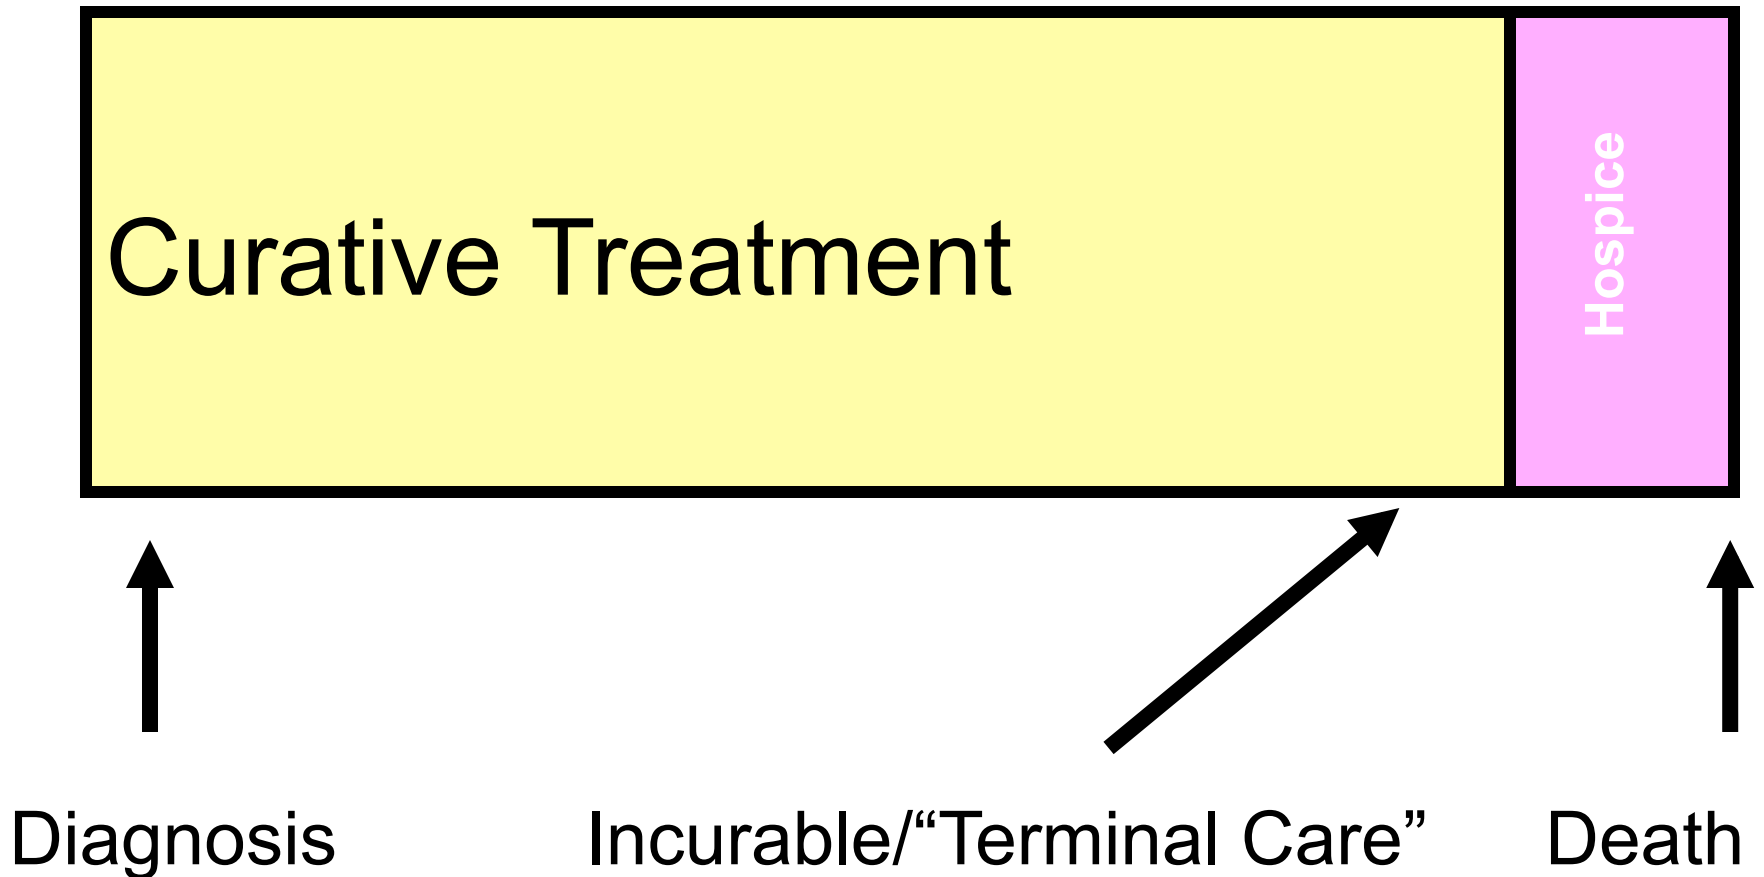 Curative Treatment
Hospice
Diagnosis
Incurable/“Terminal Care”
Death